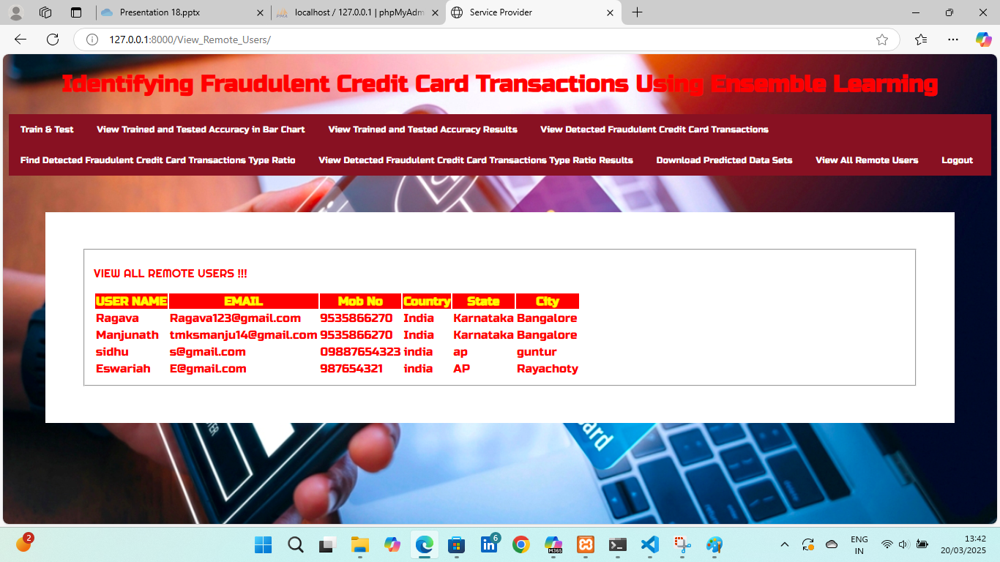 Presentation 18.pptx
localhost / 127.0.0.1 | phpMyAdm
Service Provider
127.0.0.1:8000/View_Remote_Users/
Identifying Fraudulent Credit Card Transactions Using Ensemble Learning
Train & Test View Trained and Tested Accuracy in Bar Chart View Trained and Tested Accuracy Results View Detected Fraudulent Credit Card Transactions
Find Detected Fraudulent Credit Card Transactions Type Ratio View Detected Fraudulent Credit Card Transactions Type Ratio Results Download Predicted Data Sets View All Remote Users Logout
VIEW ALL REMOTE USERS !!!
USER NAME EMAIL Mob No Country State City
Ragava Ragava123@gmail.com 9535866270 India Karnataka Bangalore
Manjunath tmksmanju14@gmail.com 9535866270 India Karnataka Bangalore
sidhu s@gmail.com 09887654323 india ap guntur
Eswariah E@gmail.com 987654321 india AP Rayachoty
ard
2
6
M365
ENG
IN
13:42
20/03/2025